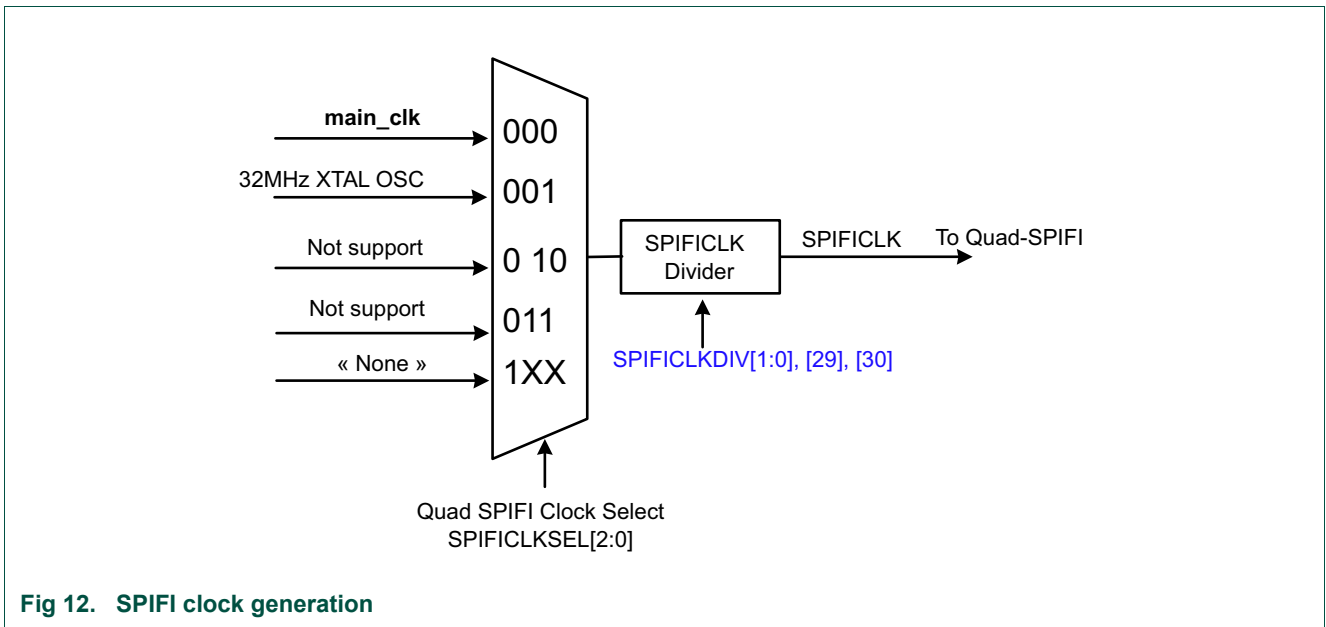 main_clk
000
32MHz XTAL OSC
001
Not support
0 10
Not support
011
« None »
1XX
SPIFICLK
Divider
SPIFICLK
To Quad-SPIFI
SPIFICLKDIV[1:0], [29], [30]
Quad SPIFI Clock Select
SPIFICLKSEL[2:0]
Fig 12. SPIFI clock generation